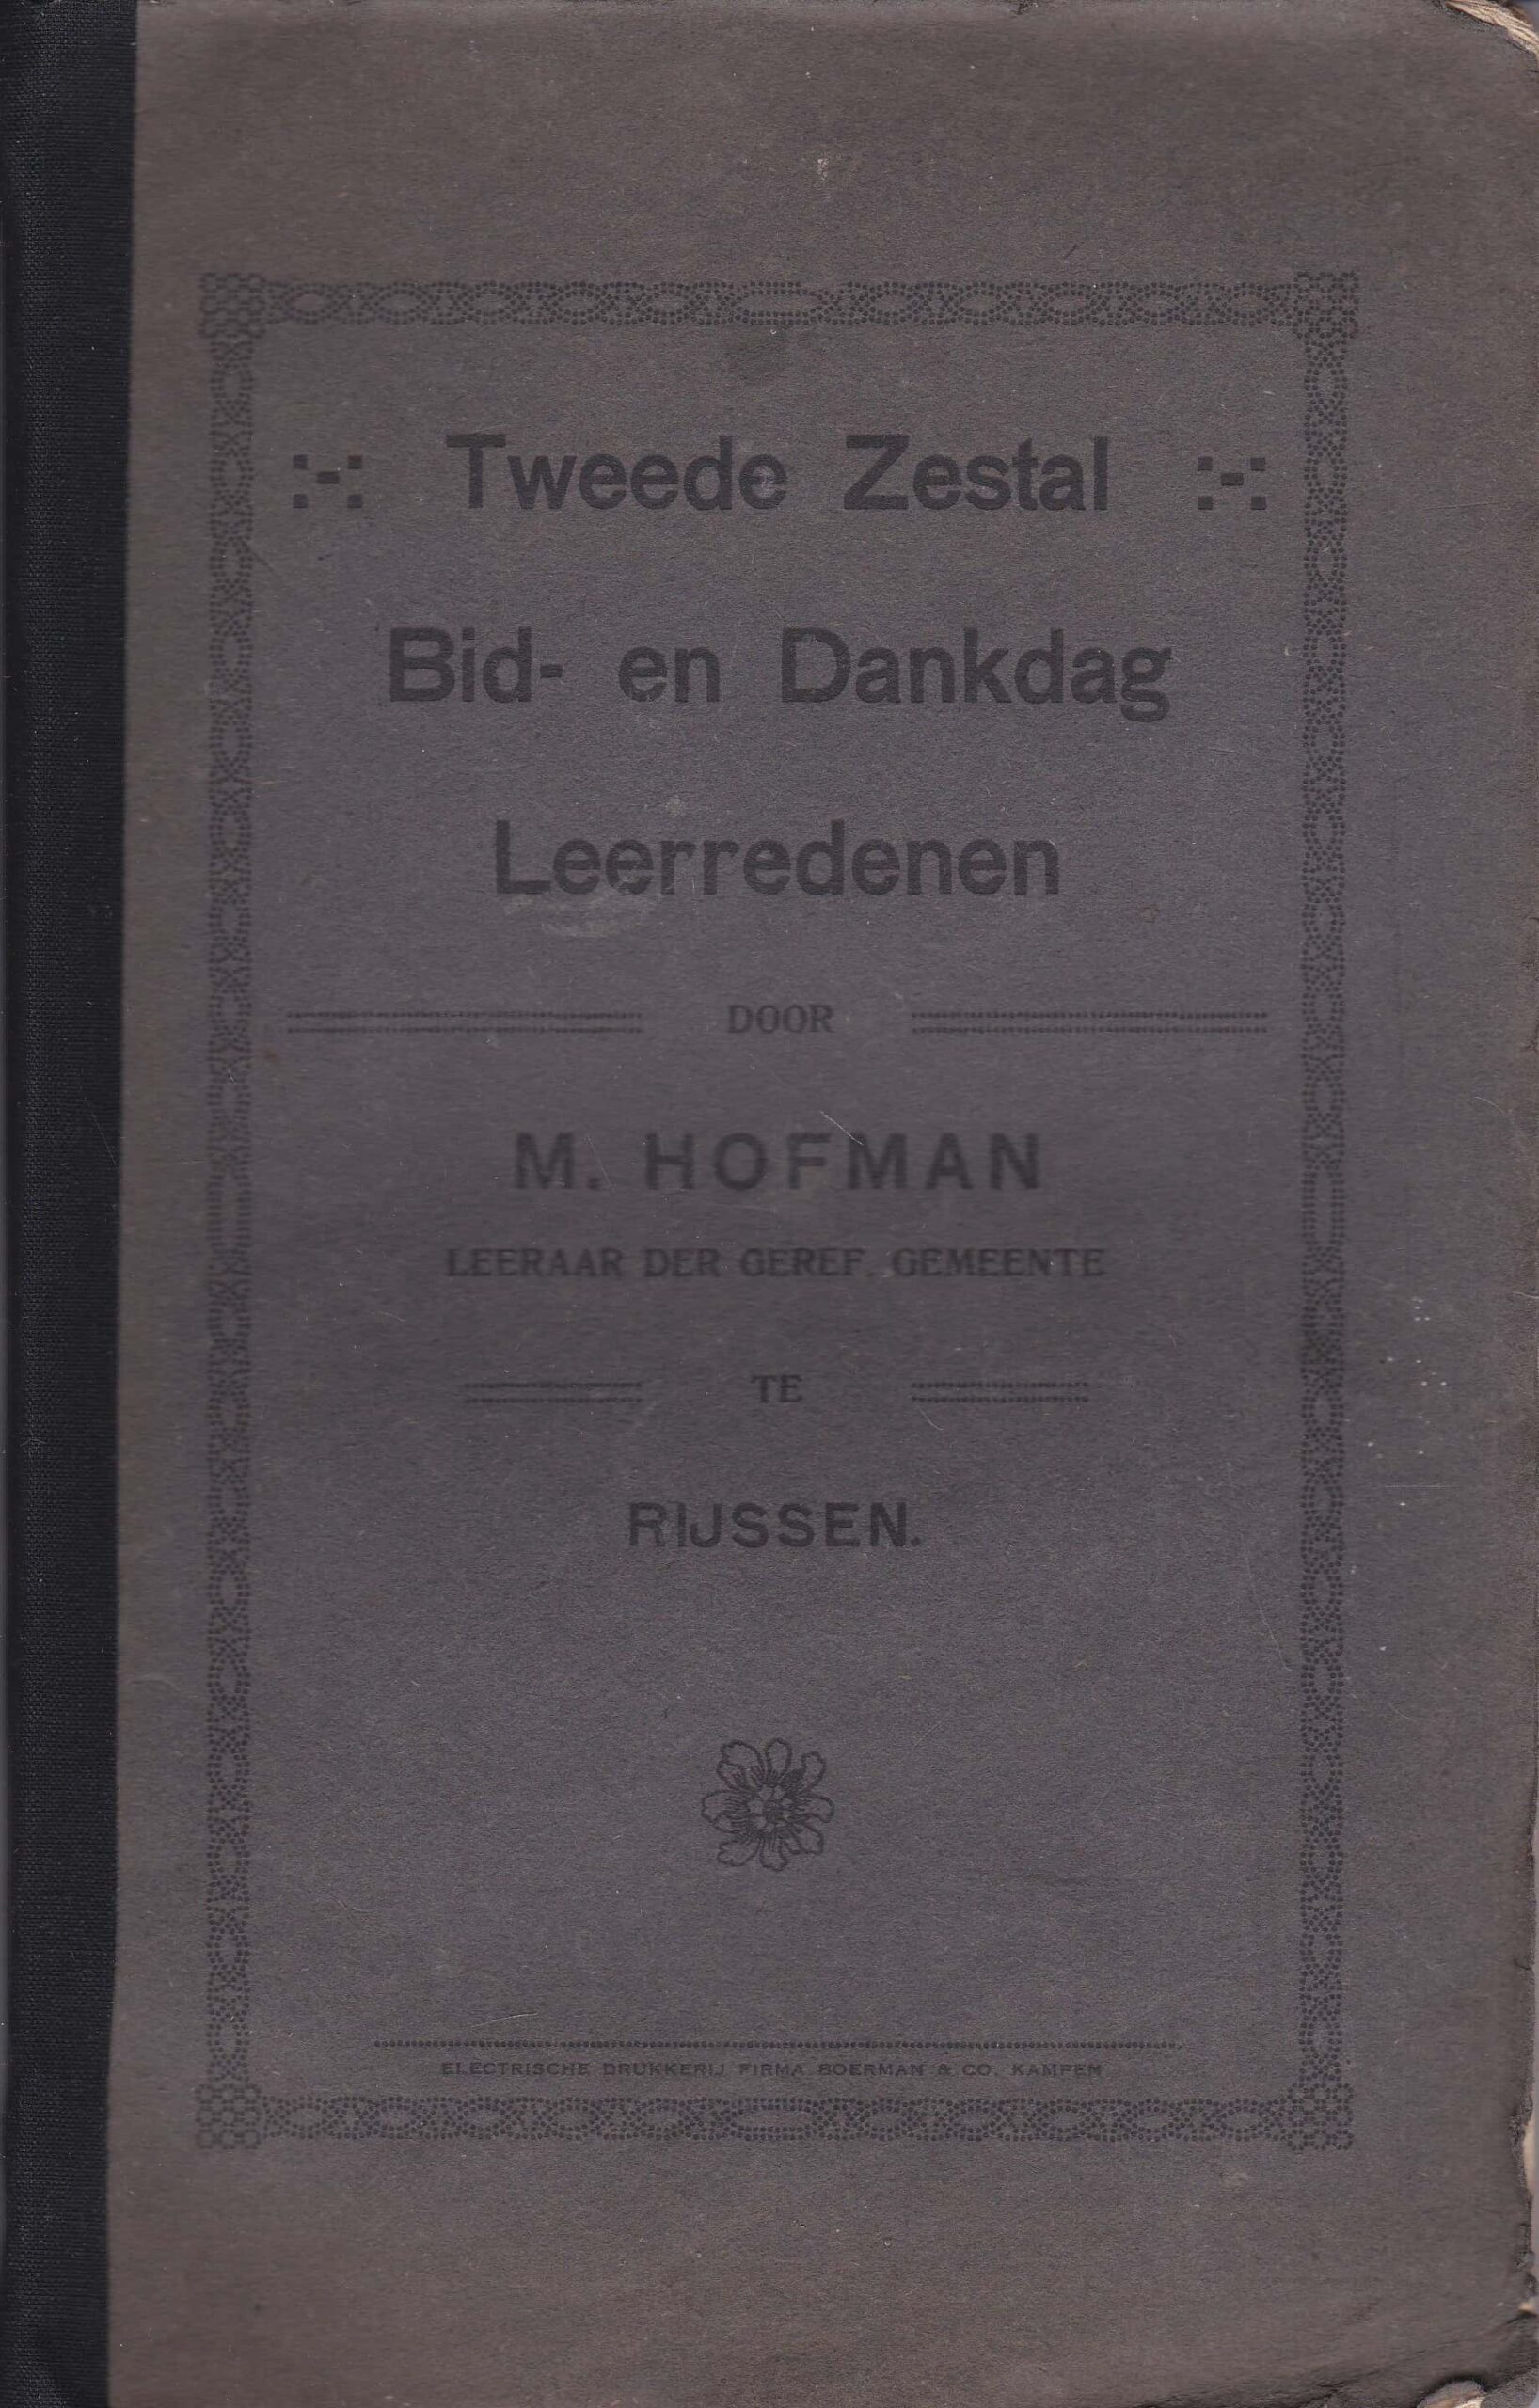 :-: Tweede Zestal :-:
Bid- en Dankdag
Leerredenen
DOOR
M. HOFMAN
LEERAAR DER GEREF. GEMEENTE
TE
RIJSSEN.
ELECTRISCHE DRUKKERIJ FIRMA BOERMAN & CO. KAMPEN